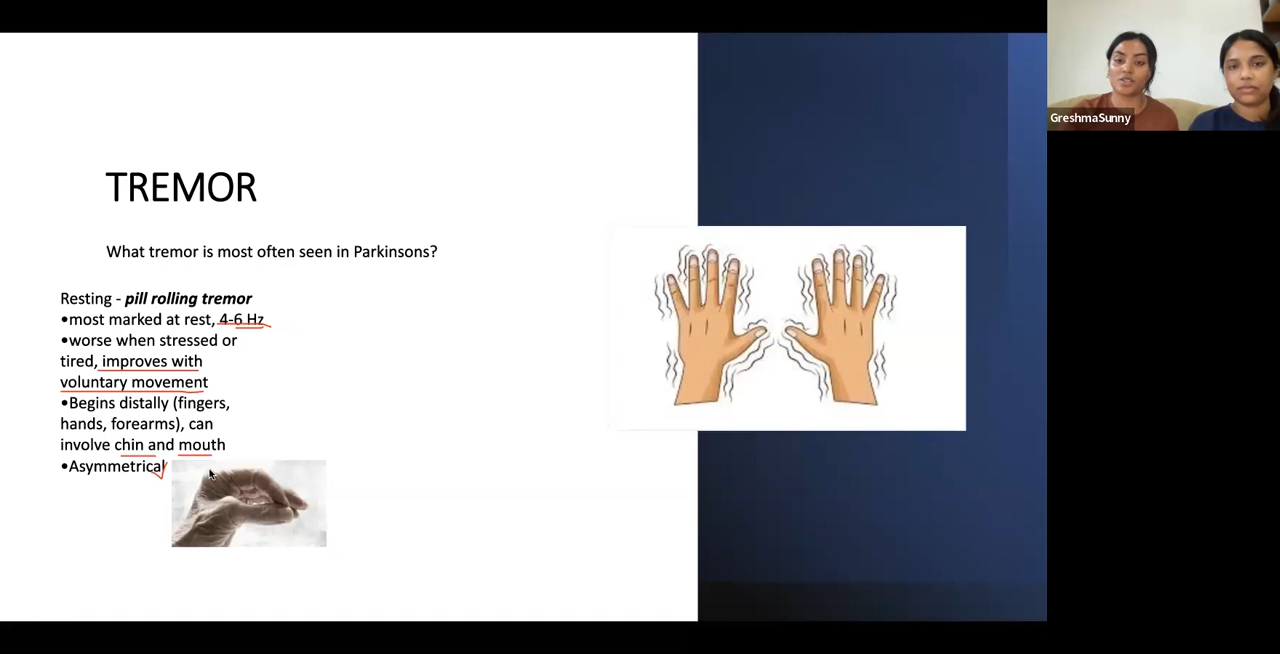 TREMOR
What tremor is most often seen in Parkinsons?
Resting - pill rolling tremor
•most marked at rest, 4-6 Hz
•worse when stressed or
tired, improves with
voluntary movement
•Begins distally (fingers,
hands, forearms), can
involve chin and mouth
•Asymmetrical
GreshmaSunny